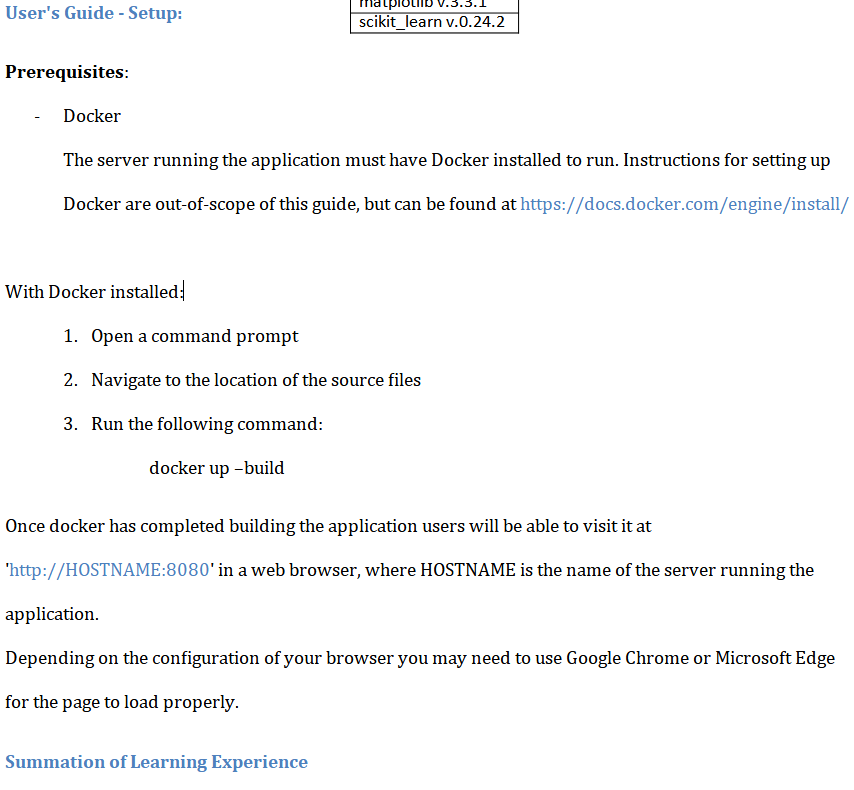 matplotlib v.3.3.1
User's Guide - Setup:
scikit_learn v.0.24.2
Prerequisites:
- Docker
The server running the application must have Docker installed to run. Instructions for setting up
Docker are out-of-scope of this guide, but can be found at https://docs.docker.com/engine/install/
With Docker installed:
1. Open a command prompt
2. Navigate to the location of the source files
3. Run the following command:
docker up –build
Once docker has completed building the application users will be able to visit it at
'http://HOSTNAME:8080' in a web browser, where HOSTNAME is the name of the server running the
application.
Depending on the configuration of your browser you may need to use Google Chrome or Microsoft Edge
for the page to load properly.
Summation of Learning Experience